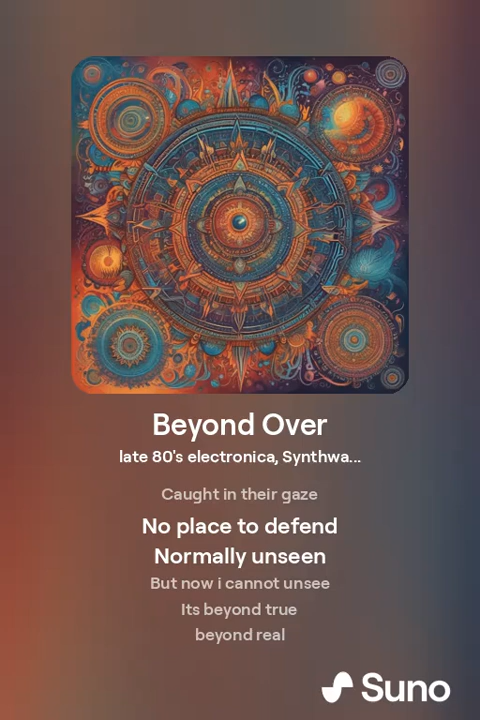 Beyond Over
late 80's electronica, Synthwa...
Caught in their gaze
No place to defend
Normally unseen
But now i cannot unsee
Its beyond true
beyond real
Suno